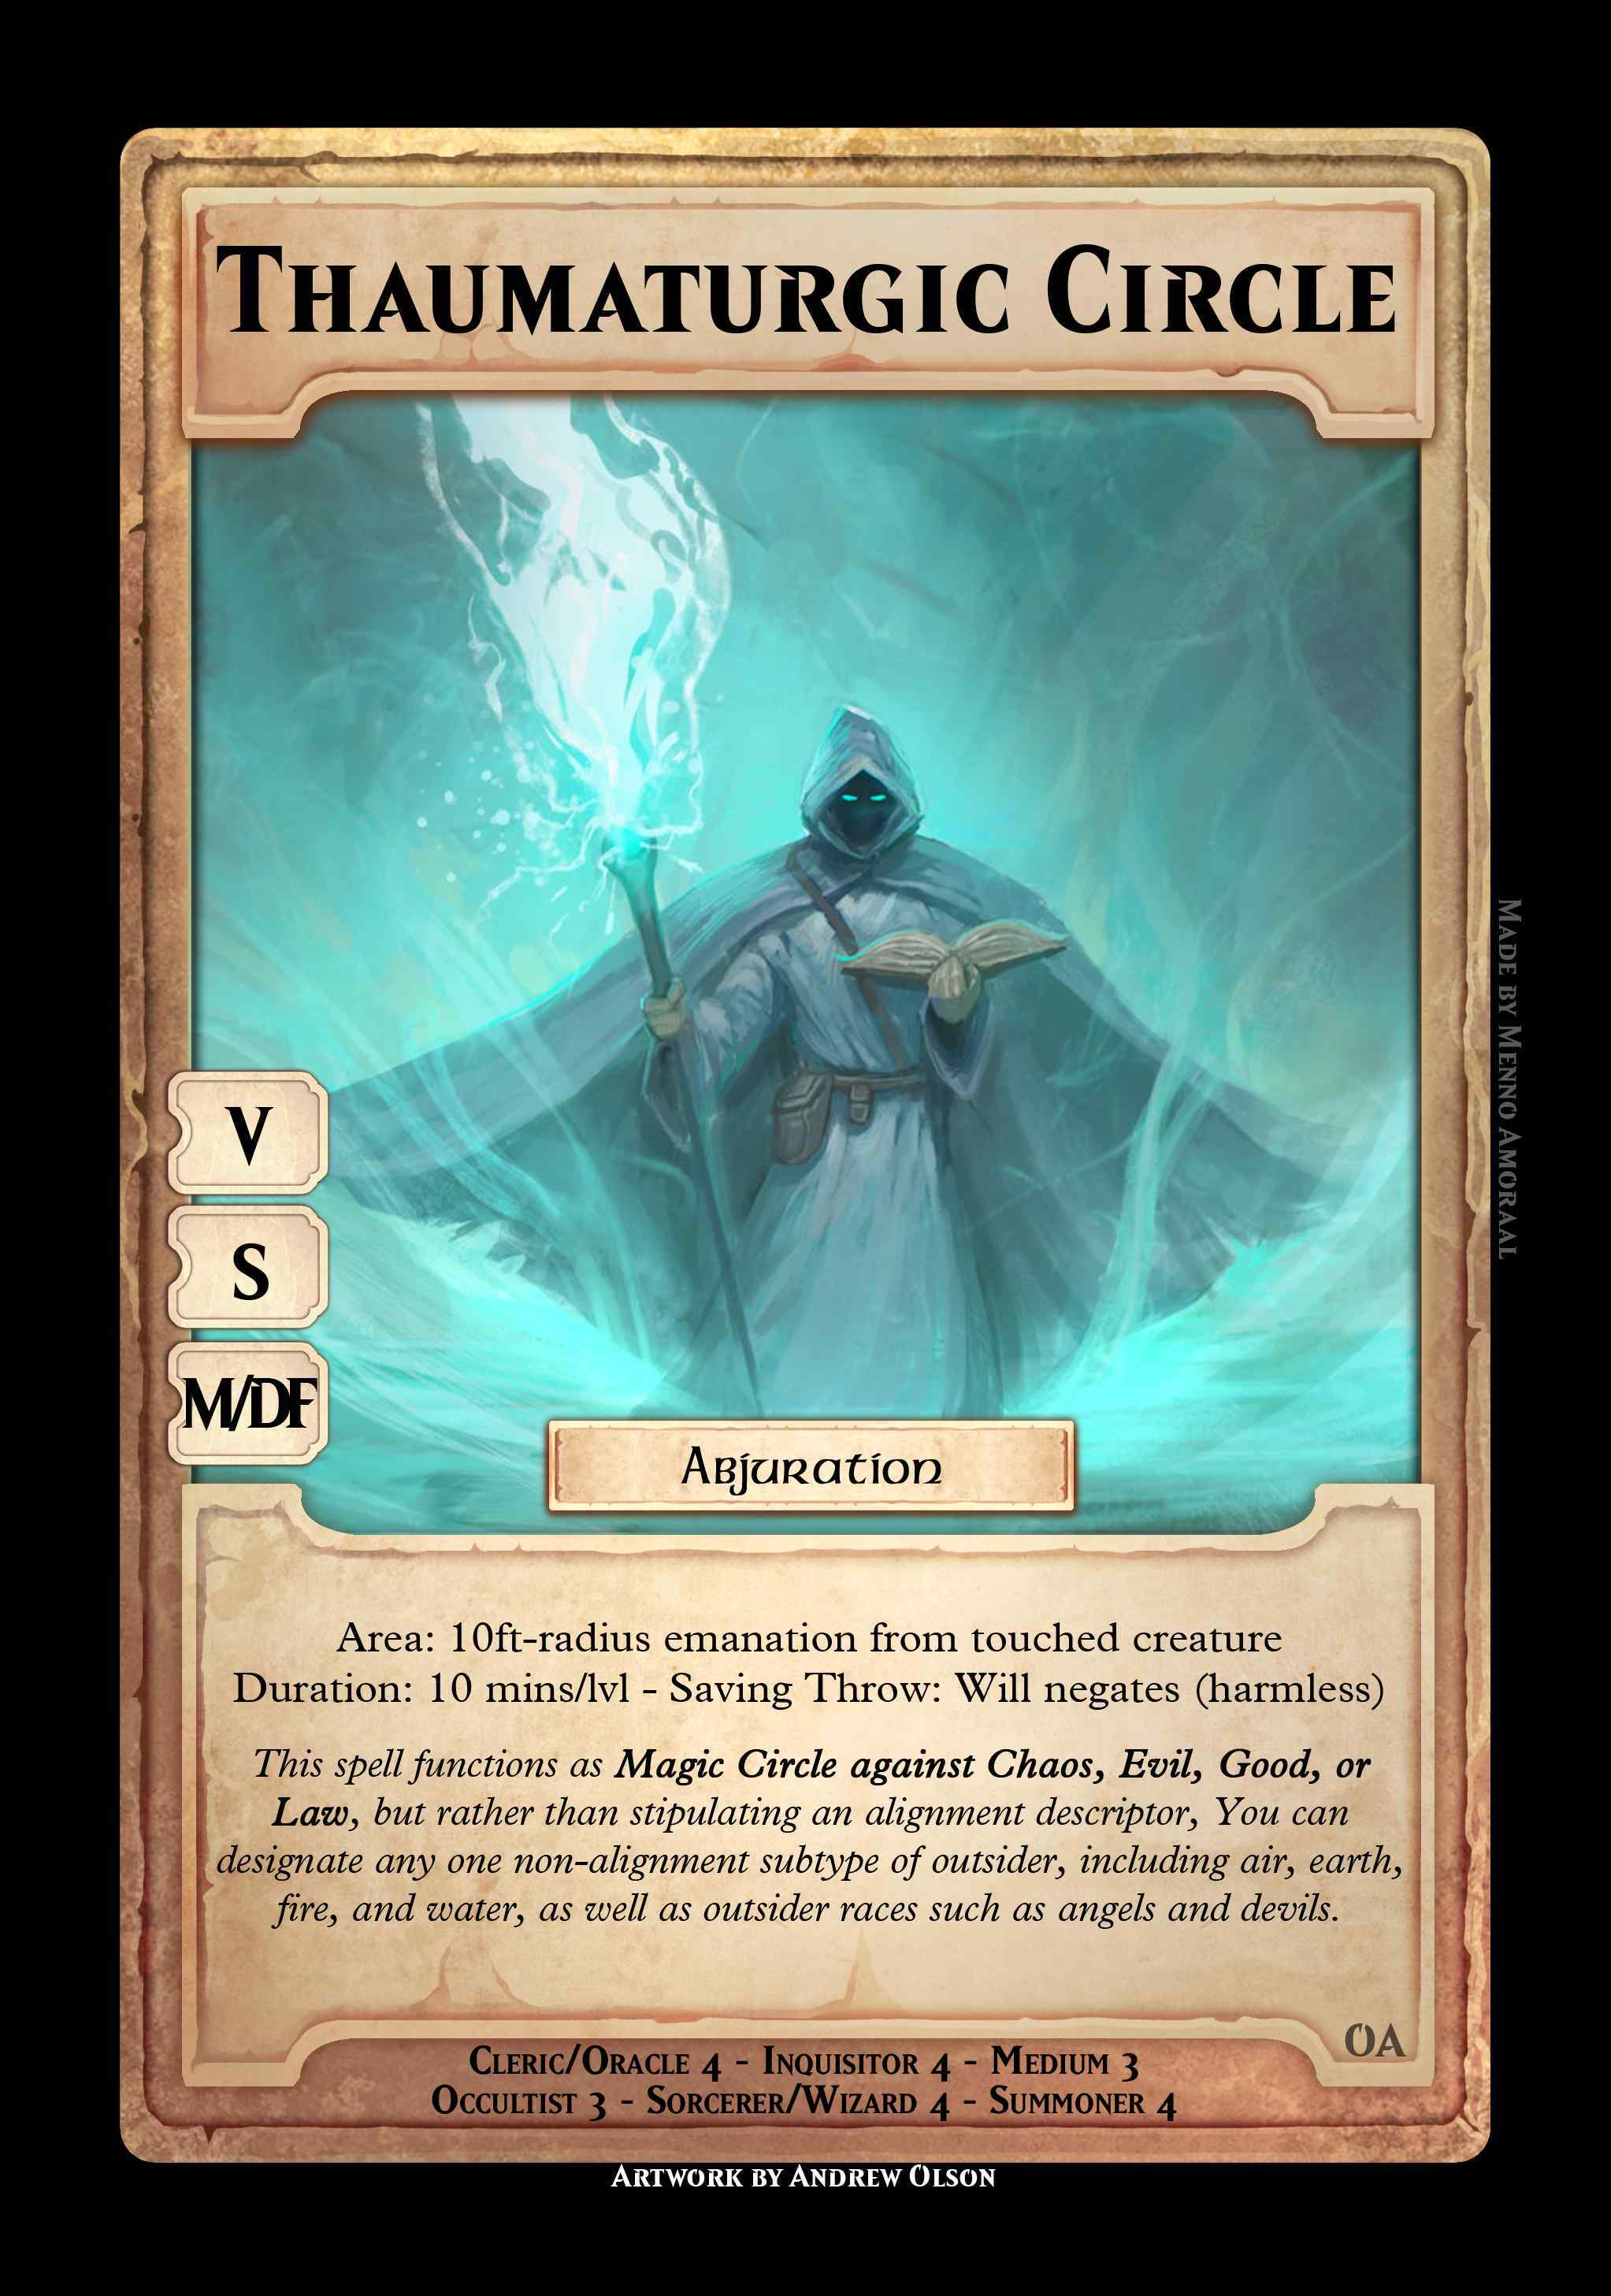 Thaumaturgic Circle
Made by Menno Amoraal
V
S
M/DF
Abjuration
Area: 10ft-radius emanation from touched creature
Duration: 10 mins/lvl - Saving Throw: Will negates (harmless)
This spell functions as Magic Circle against Chaos, Evil, Good, or
Law, but rather than stipulating an alignment descriptor, You can
designate any one non-alignment subtype of outsider, including air, earth,
fire, and water, as well as outsider races such as angels and devils.
OA
Cleric/Oracle 4 - Inquisitor 4 - Medium 3
Occultist 3 - Sorcerer/Wizard 4 - Summoner 4
Artwork by Andrew Olson